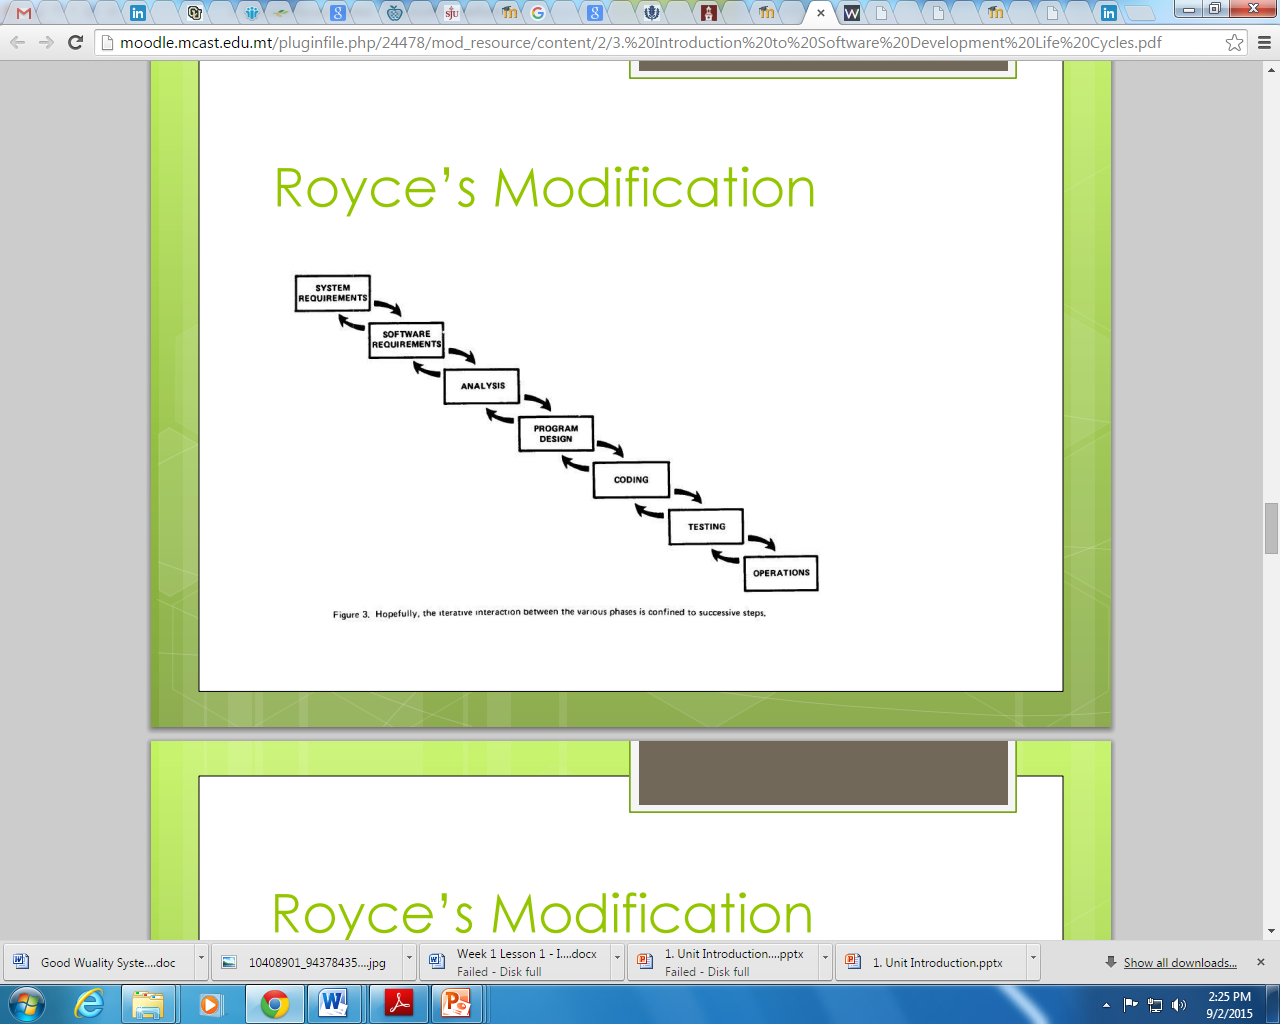 moodle.mcast.edu.mt/pluginfile.php/24478/mod_resource/content/2/3.%20Introduction%20to%20Software%20Development%20Life%20Cycles.pdf
Royce's Modification
SYSTEM
REQUIREMENTS
SOFTWARE
REQUIREMENTS
ANALYSIS
PROGRAM
DESIGN
CODING
TESTING
OPERATIONS
Figure 3. Hopefully, the iterative interaction between the various phases is confined to successive steps.
Royce's Modification
Good Wuality Syste....doc
10408901_94378435....jpg
Week 1 Lesson 1 - I....docx
Failed - Disk full
1. Unit Introduction....pptx
Failed - Disk full
1. Unit Introduction.pptx
Show all downloads...
2:25 PM
9/2/2015